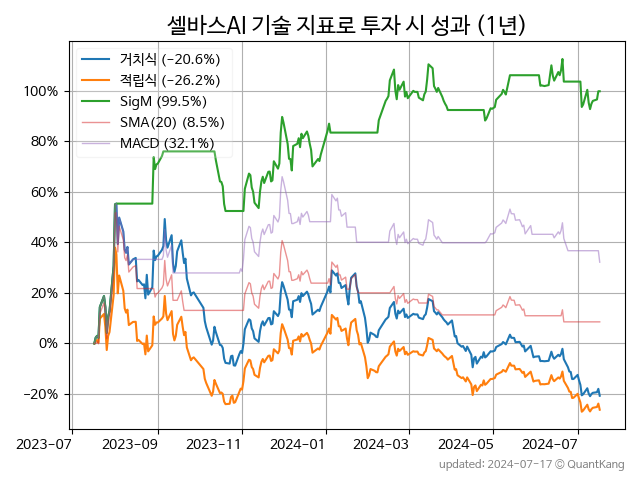 셀바스AI 기술 지표로 투자 시 성과 (1년)
거치식 (−20.6%)
적립식 (−26.2%)
SigM (99.5%)
SMA(20) (8.5%)
MACD (32.1%)
100%
80%
60%
40%
20%
0%
−20%
2023-07 2023-09 2023-11 2024-01 2024-03 2024-05 2024-07
updated: 2024-07-17 © QuantKang